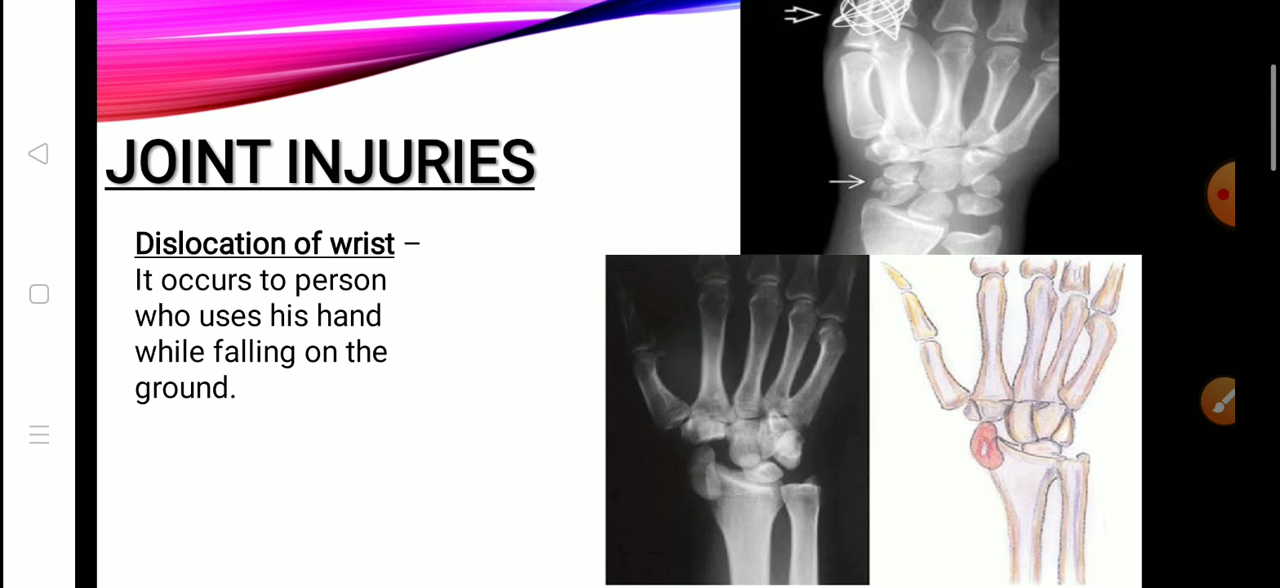 JOINT INJURIES
Dislocation of wrist –
It occurs to person
who uses his hand
while falling on the
ground.